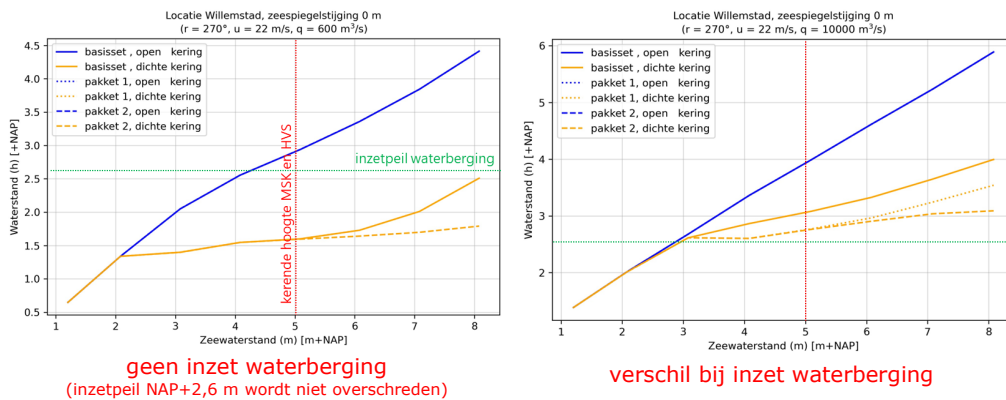 Locatie Willemstad, zeespiegelstijging 0 m
(r = 270°, u = 22 m/s, q = 600 m³/s)
4.5
4.0
3.5
3.0
2.5
2.0
1.5
1.0
0.5
Waterstand (h) [+NAP]
basisset , open kering
basisset , dichte kering
pakket 1, open kering
pakket 1, dichte kering
pakket 2, open kering
pakket 2, dichte kering
kerende hoogte MSK en HVS
inzetpeil waterberging
1 2 3 4 5 6 7 8
Zeewaterstand (m) [m+NAP]
geen inzet waterberging
(inzetpeil NAP+2,6 m wordt niet overschreden)
Locatie Willemstad, zeespiegelstijging 0 m
(r = 270°, u = 22 m/s, q = 10000 m³/s)
6
5
4
3
2
Waterstand (h) [+NAP]
basisset , open kering
basisset , dichte kering
pakket 1, open kering
pakket 1, dichte kering
pakket 2, open kering
pakket 2, dichte kering
1 2 3 4 5 6 7 8
Zeewaterstand (m) [m+NAP]
verschil bij inzet waterberging